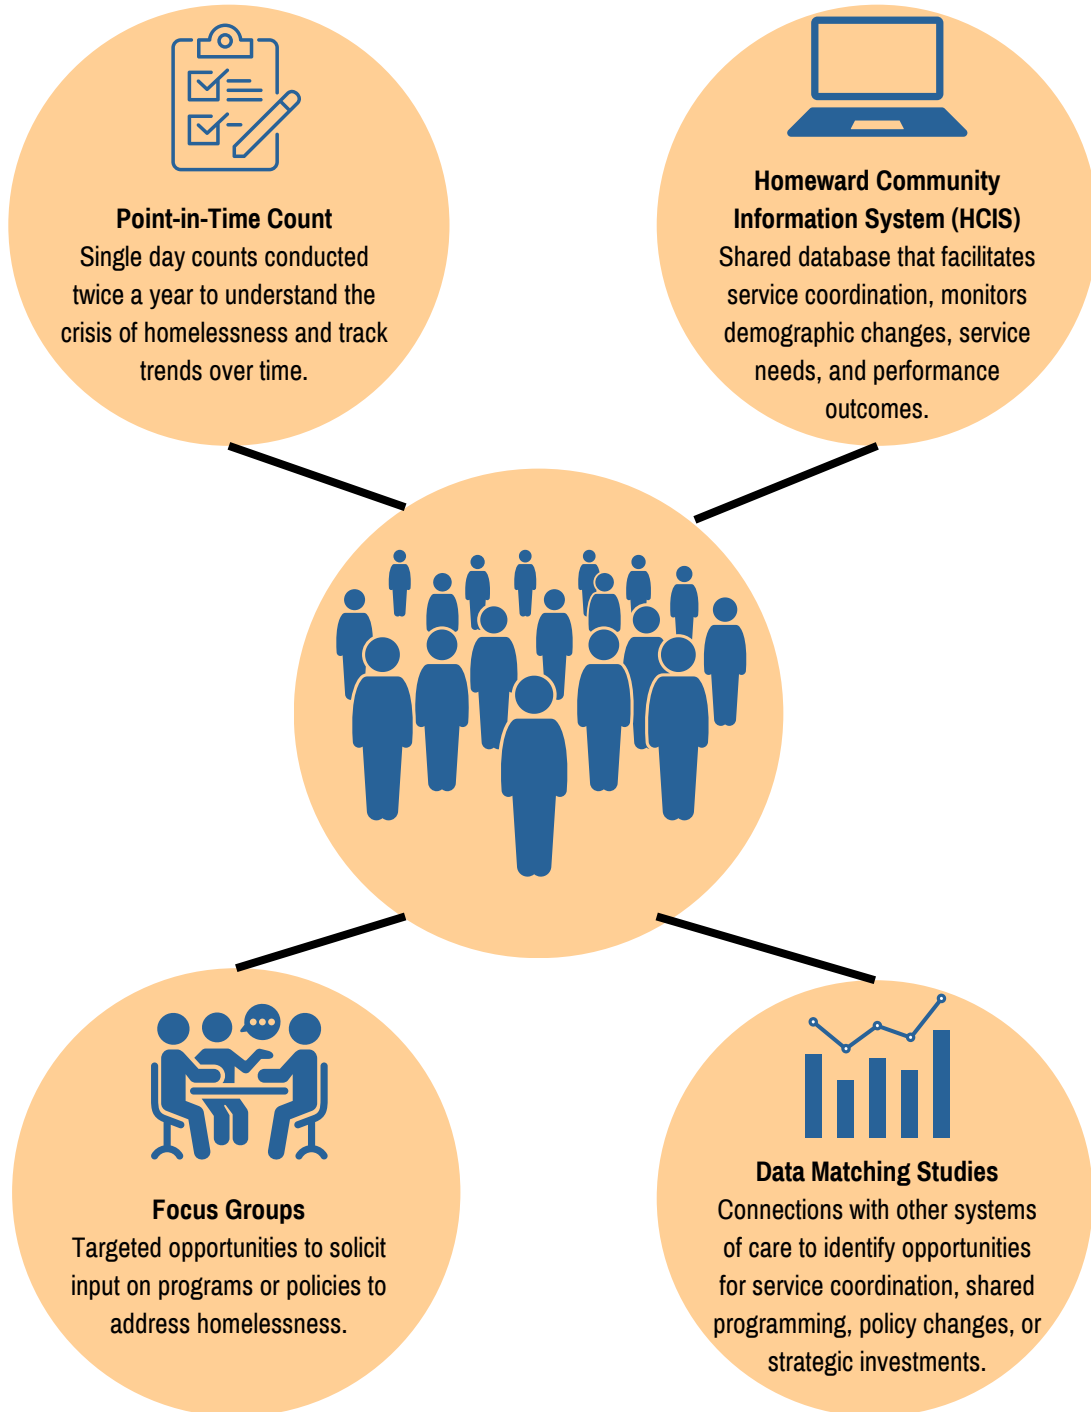 Point-in-Time Count
Single day counts conducted
twice a year to understand the
crisis of homelessness and track
trends over time.
Homeward Community
Information System (HCIS)
Shared database that facilitates
service coordination, monitors
demographic changes, service
needs, and performance
outcomes.
Focus Groups
Targeted opportunities to solicit
input on programs or policies to
address homelessness.
Data Matching Studies
Connections with other systems
of care to identify opportunities
for service coordination, shared
programming, policy changes, or
strategic investments.